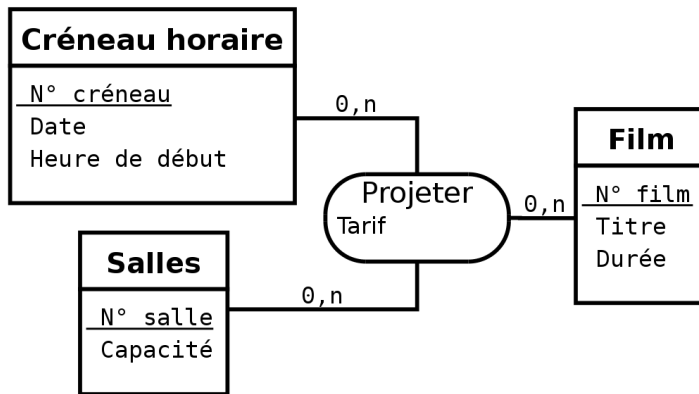 Créneau horaire
N° créneau
Date
Heure de début
0,n
Projeter
Tarif
0,n
Film
N° film
Titre
Durée
Salles
N° salle
Capacité
0,n